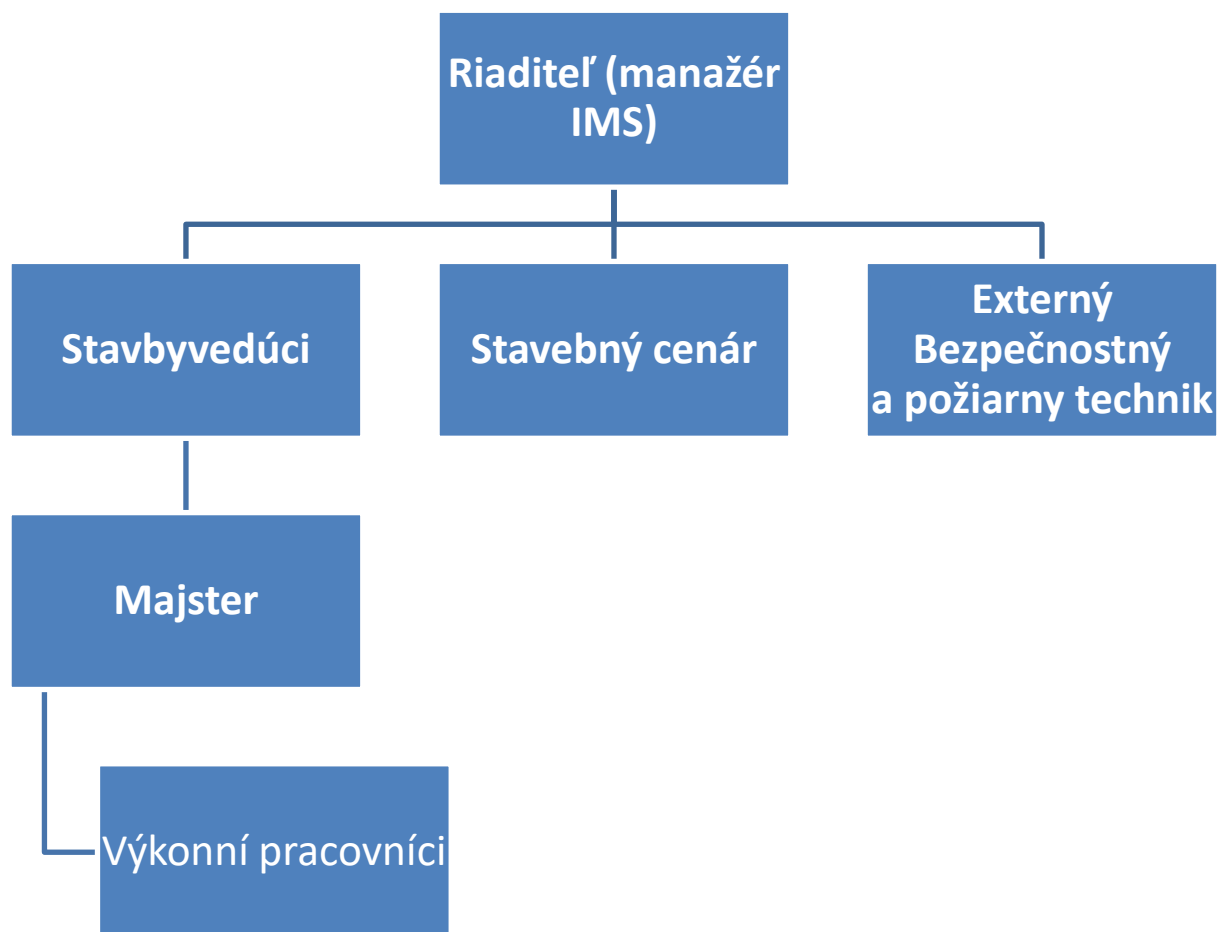 Riaditeľ (manažér
IMS)
Stavbyvedúci
Stavebný cenár
Externý
Bezpečnostný
a požiarny technik
Majster
Výkonní pracovníci